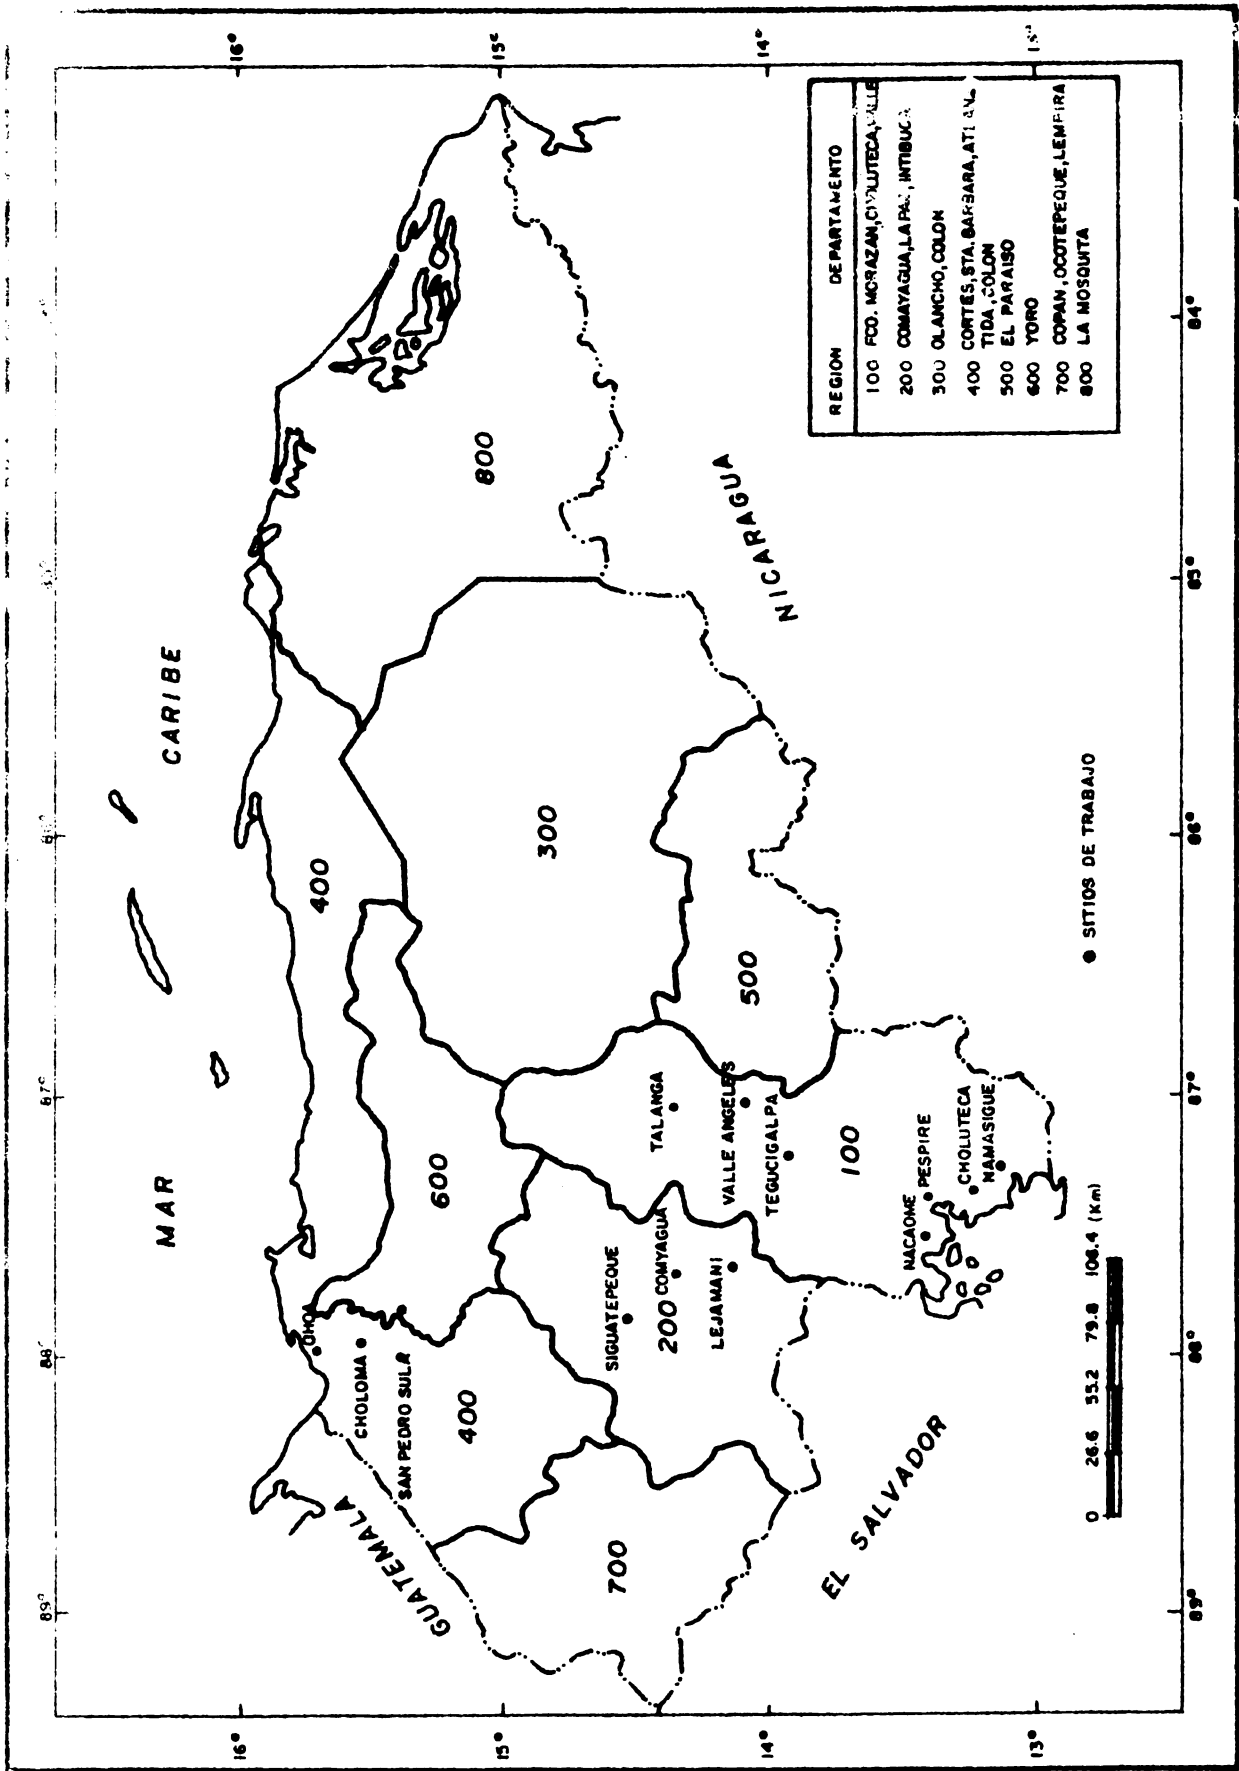 MAR CARIBE
16°
15°
14°
13°
89°
88°
87°
86°
85°
84°
GUATEMALA
EL SALVADOR
NICARAGUA
400
600
300
800
400
700
200
500
100
CHOLOMA
SAN PEDRO SULA
SIGUATEPEQUE
COMYAGUA
LEJAMANI
TALANGA
VALLE ANGELES
TEGUCIGALPA
NACAOME
PESPIRE
CHOLUTECA
NAMASIGUE
● SITIOS DE TRABAJO
0 26.6 55.2 79.8 106.4 (Km)
REGION DEPARTAMENTO
100 FCO. MORAZAN, CHOLUTECA, VALLE
200 COMAYAGUA, LA PAZ, INTIBUCA
300 OLANCHO, COLON
400 CORTES, STA. BARBARA, ATLAN
TIDA, COLON
500 EL PARAISO
600 YORO
700 COPAN, OCOTEPEQUE, LEMPIRA
800 LA MOSQUITA